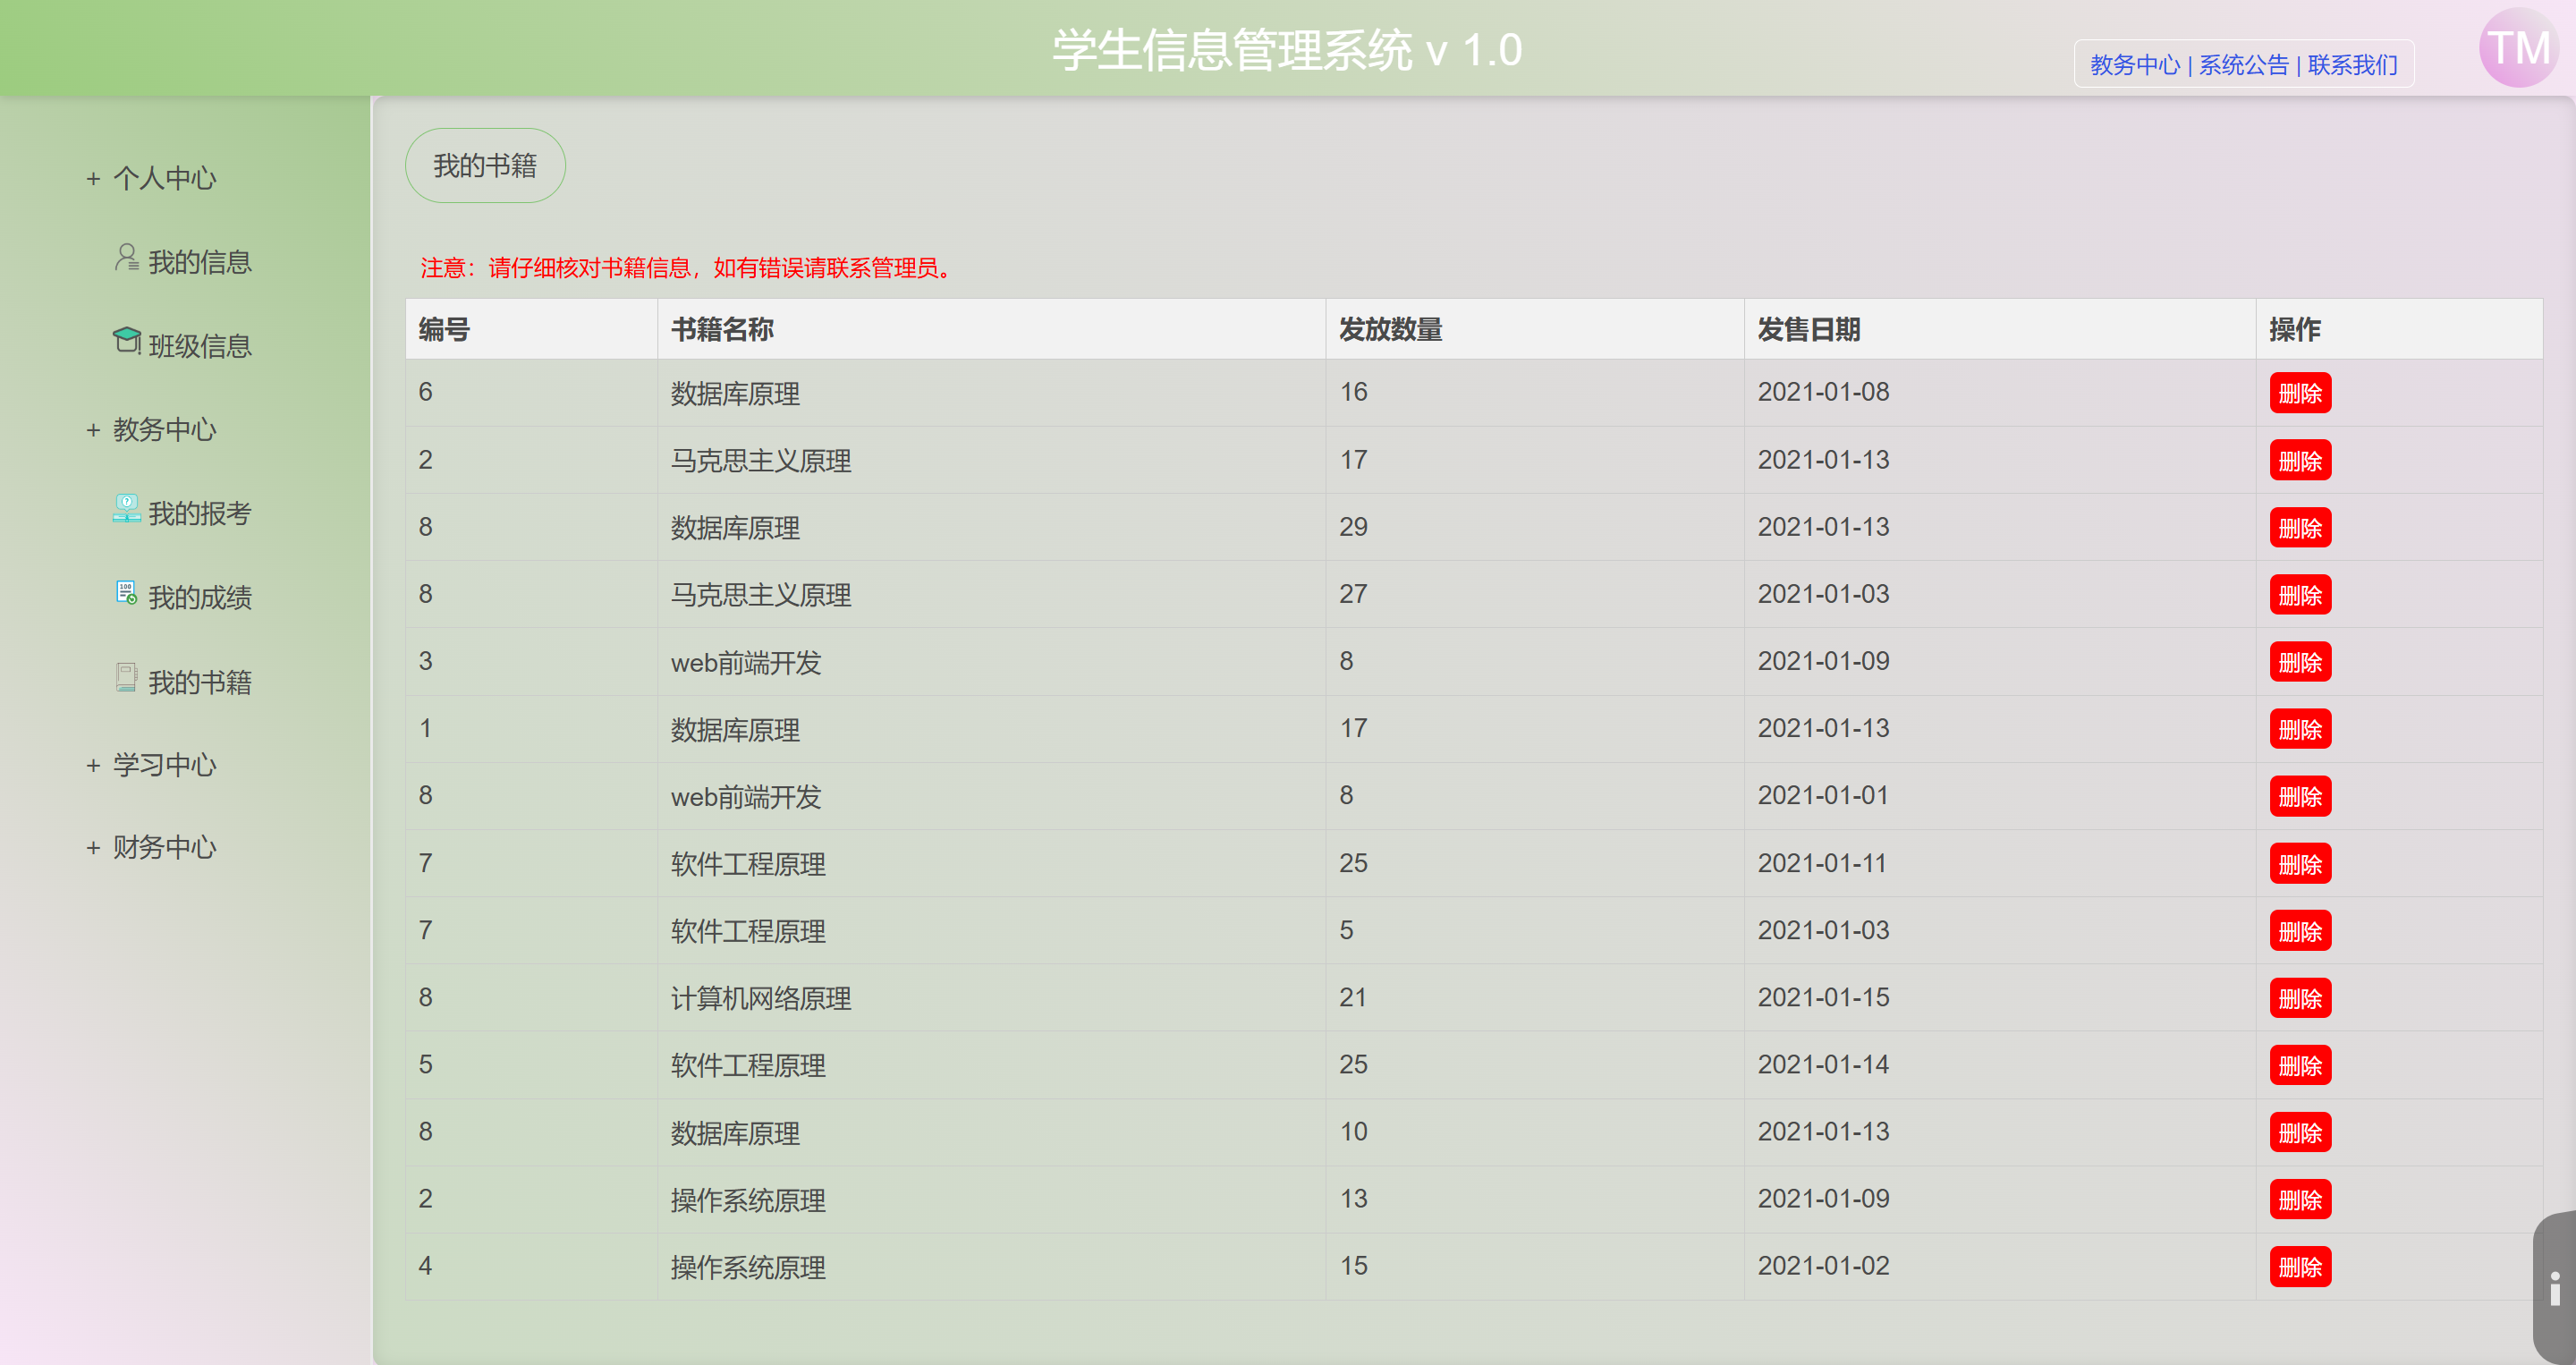 学生信息管理系统 v 1.0
教务中心 | 系统公告 | 联系我们
TM
+ 个人中心
我的信息
班级信息
+ 教务中心
我的报考
我的成绩
我的书籍
+ 学习中心
+ 财务中心
我的书籍
注意：请仔细核对书籍信息，如有错误请联系管理员。
编号 书籍名称 发放数量 发售日期 操作
6 数据库原理 16 2021-01-08 删除
2 马克思主义原理 17 2021-01-13 删除
8 数据库原理 29 2021-01-13 删除
8 马克思主义原理 27 2021-01-03 删除
3 web前端开发 8 2021-01-09 删除
1 数据库原理 17 2021-01-13 删除
8 web前端开发 8 2021-01-01 删除
7 软件工程原理 25 2021-01-11 删除
7 软件工程原理 5 2021-01-03 删除
8 计算机网络原理 21 2021-01-15 删除
5 软件工程原理 25 2021-01-14 删除
8 数据库原理 10 2021-01-13 删除
2 操作系统原理 13 2021-01-09 删除
4 操作系统原理 15 2021-01-02 删除
i